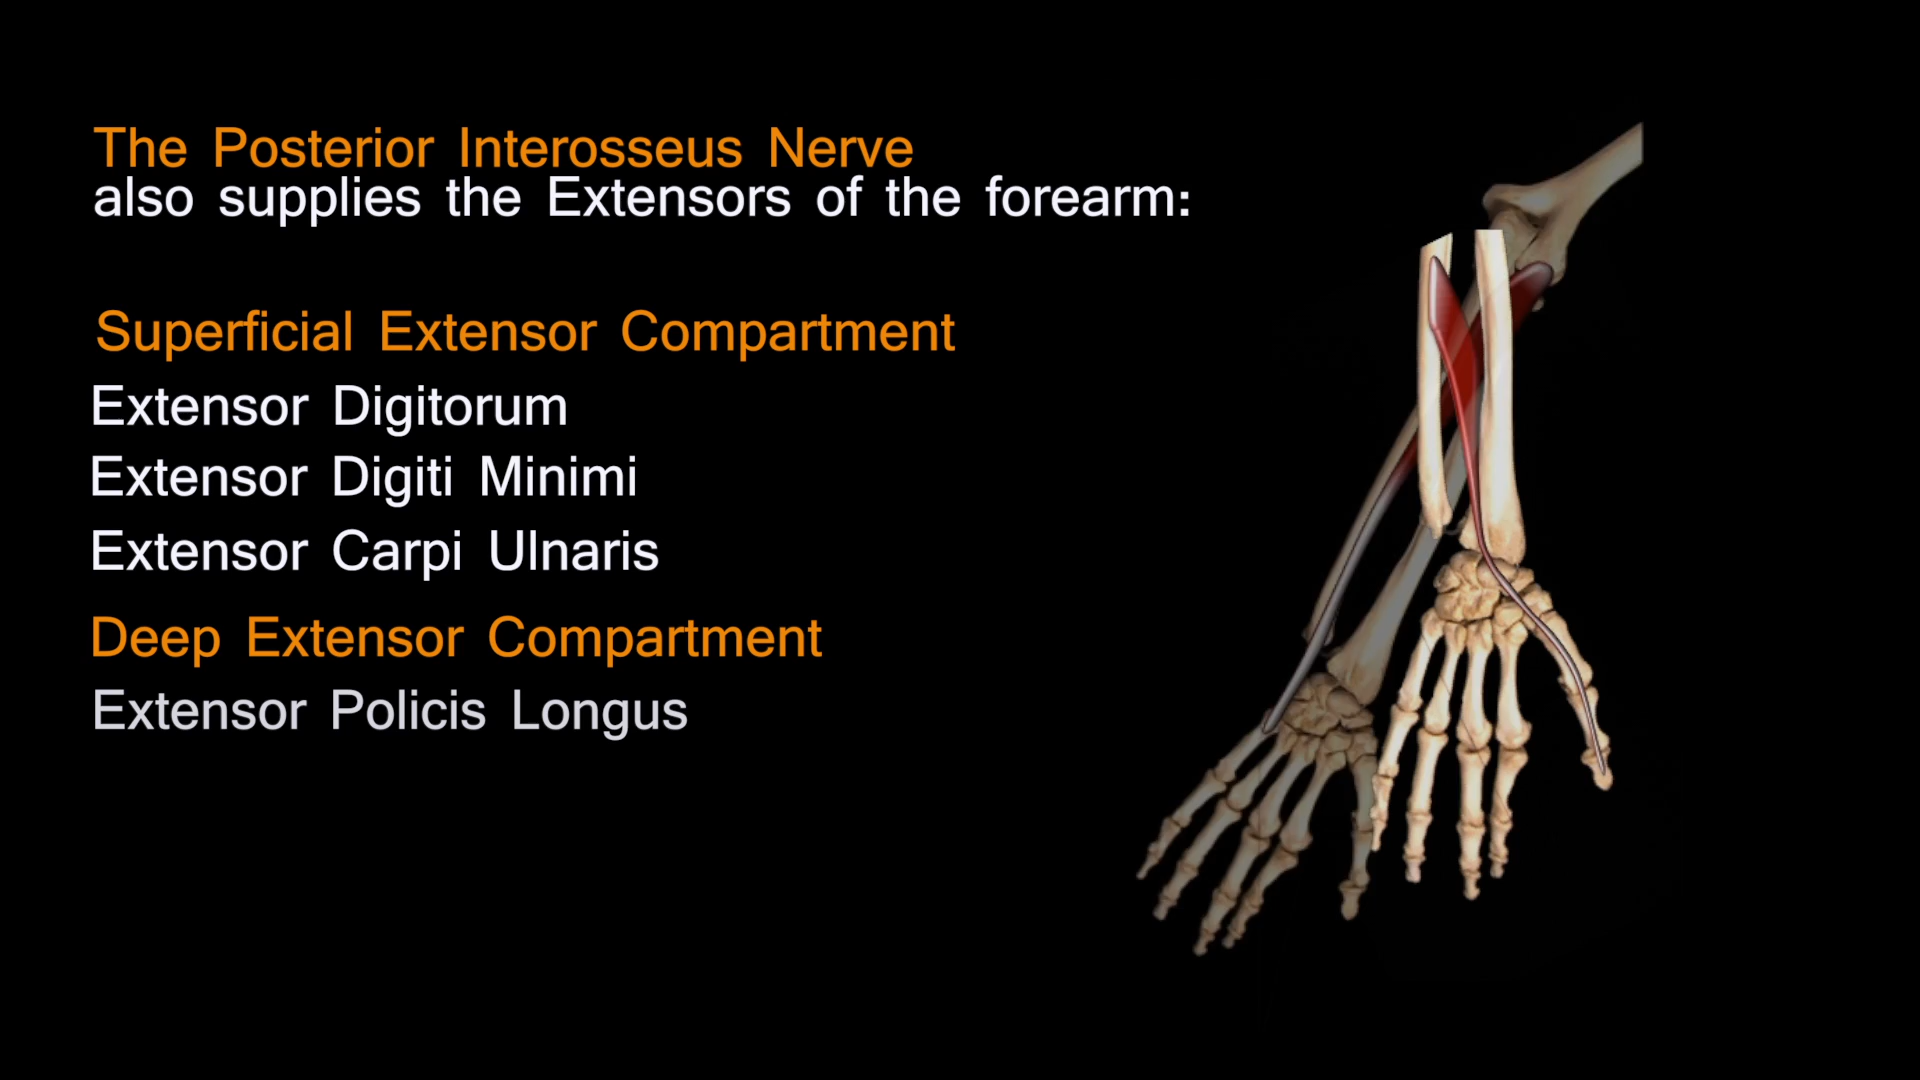 The Posterior Interosseus Nerve
also supplies the Extensors of the forearm:
Superficial Extensor Compartment
Extensor Digitorum
Extensor Digiti Minimi
Extensor Carpi Ulnaris
Deep Extensor Compartment
Extensor Policis Longus